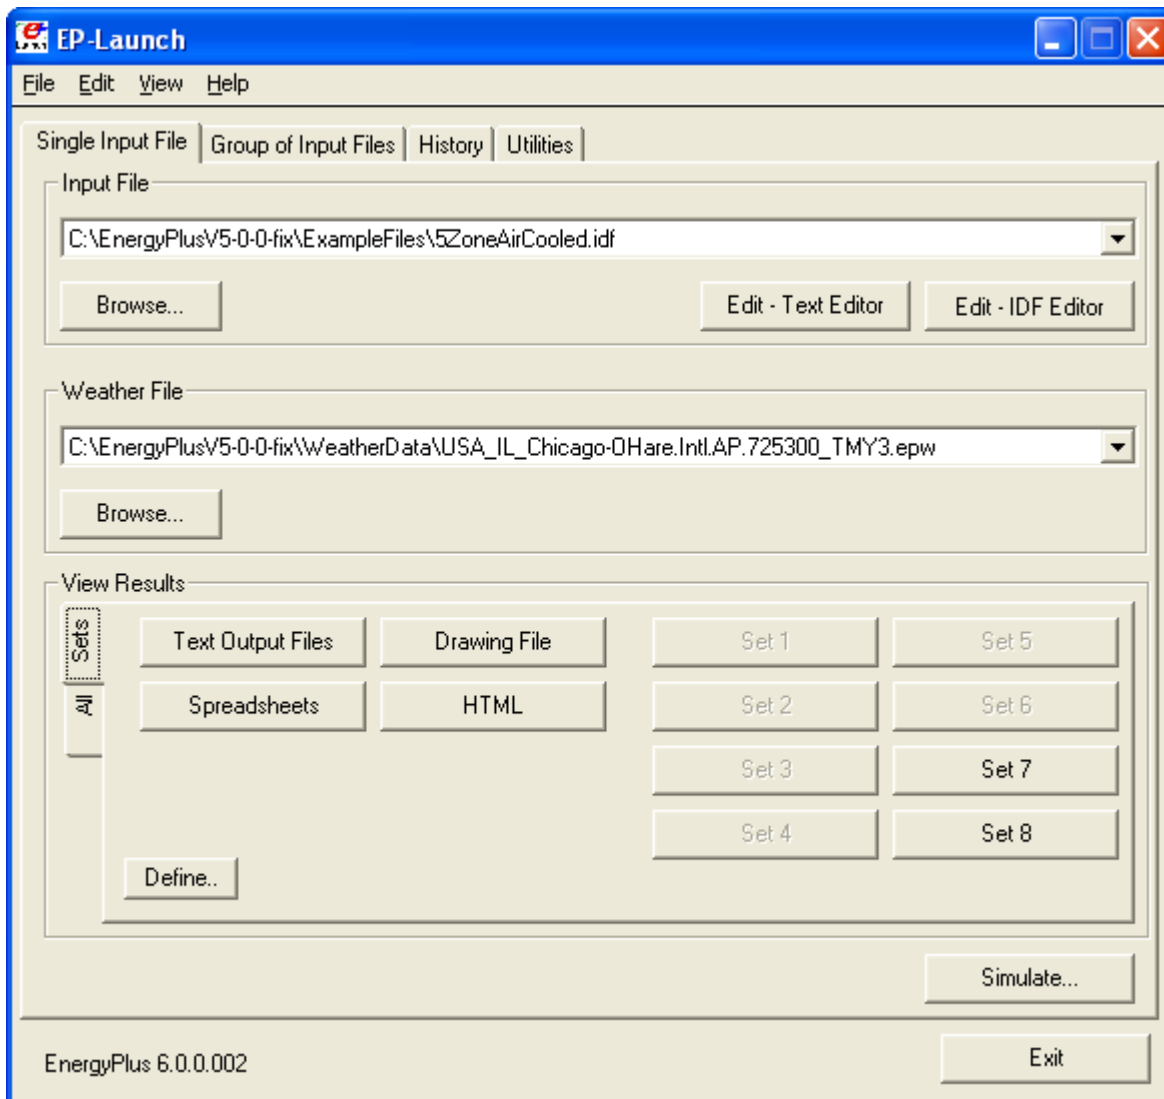 EP-Launch
File Edit View Help
Single Input File Group of Input Files History Utilities
Input File
C:\EnergyPlusV5-0-0-fix\ExampleFiles\5ZoneAirCooled.idf
Browse... Edit - Text Editor Edit - IDF Editor
Weather File
C:\EnergyPlusV5-0-0-fix\WeatherData\USA_IL_Chicago-OHare.Intl.AP.725300_TMY3.epw
Browse...
View Results
Sets
All
Text Output Files Drawing File Set 1 Set 5
Spreadsheets HTML Set 2 Set 6
Set 3 Set 7
Set 4 Set 8
Define..
Simulate...
EnergyPlus 6.0.0.002 Exit